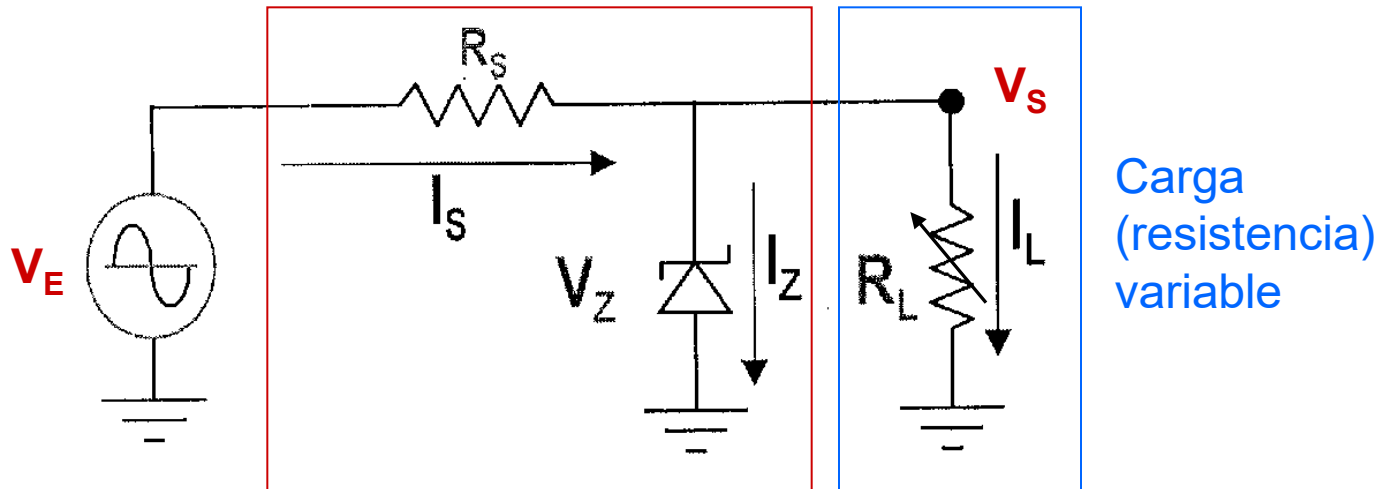 R_S
V_S
I_S
V_E
V_Z
I_Z
R_L
I_L
Carga
(resistencia)
variable